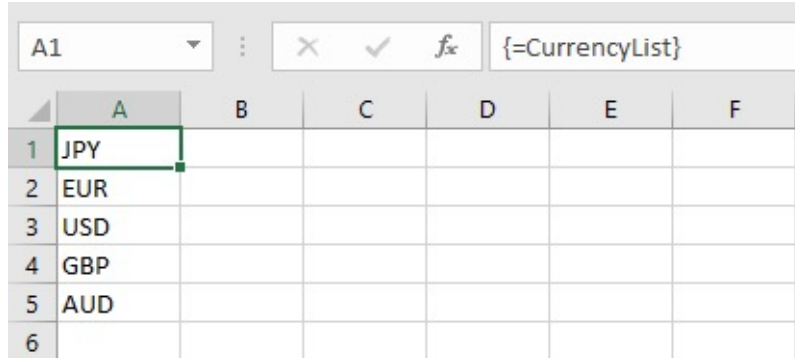 A1 fx {=CurrencyList}
A B C D E F
1 JPY
2 EUR
3 USD
4 GBP
5 AUD
6